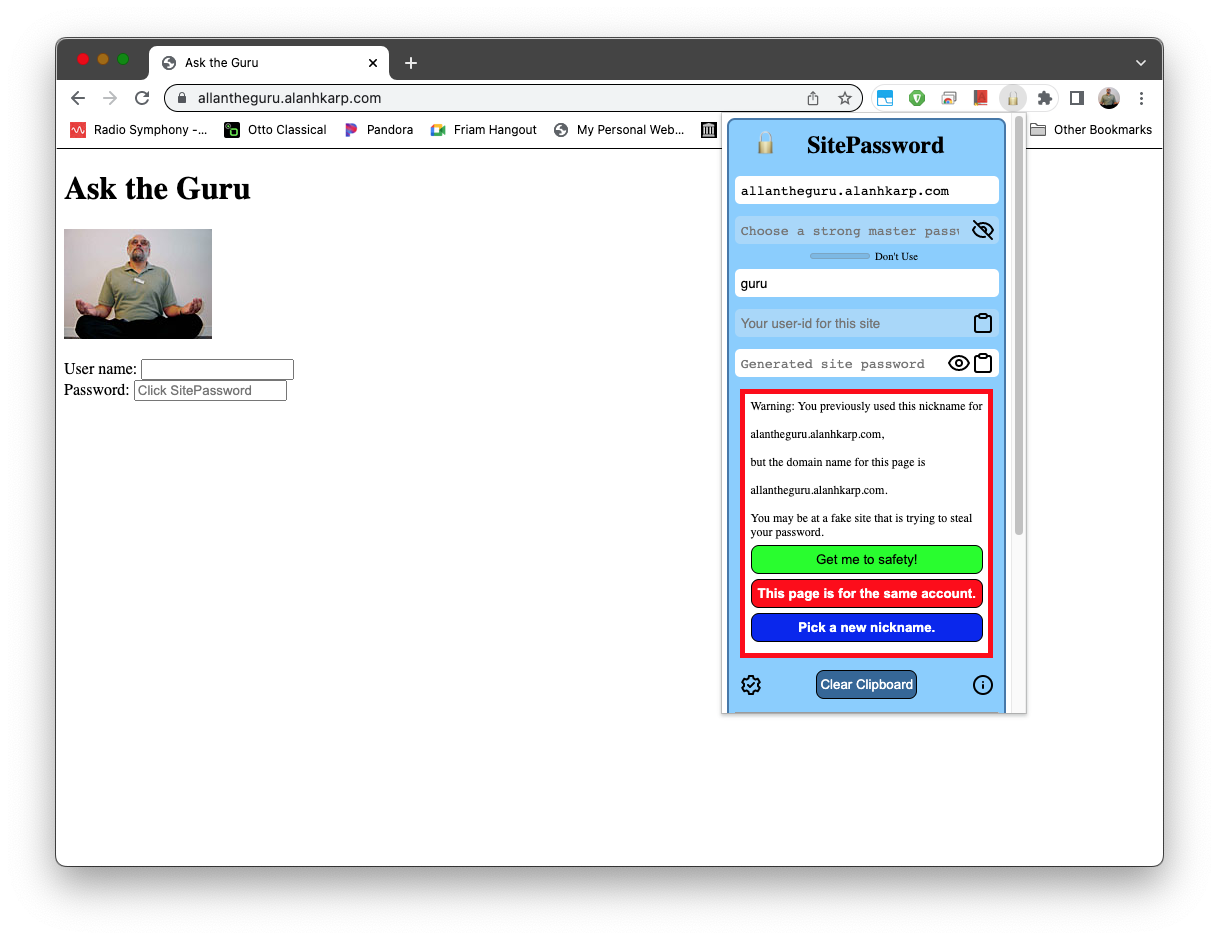 Ask the Guru
allantheguru.alanhkarp.com
Radio Symphony -...
Otto Classical
Pandora
Friam Hangout
My Personal Web...
Other Bookmarks
Ask the Guru
User name:
Password: Click SitePassword
SitePassword
allantheguru.alanhkarp.com
Choose a strong master passw
Don't Use
guru
Your user-id for this site
Generated site password
Warning: You previously used this nickname for
alantheguru.alanhkarp.com,
but the domain name for this page is
allantheguru.alanhkarp.com.
You may be at a fake site that is trying to steal
your password.
Get me to safety!
This page is for the same account.
Pick a new nickname.
Clear Clipboard